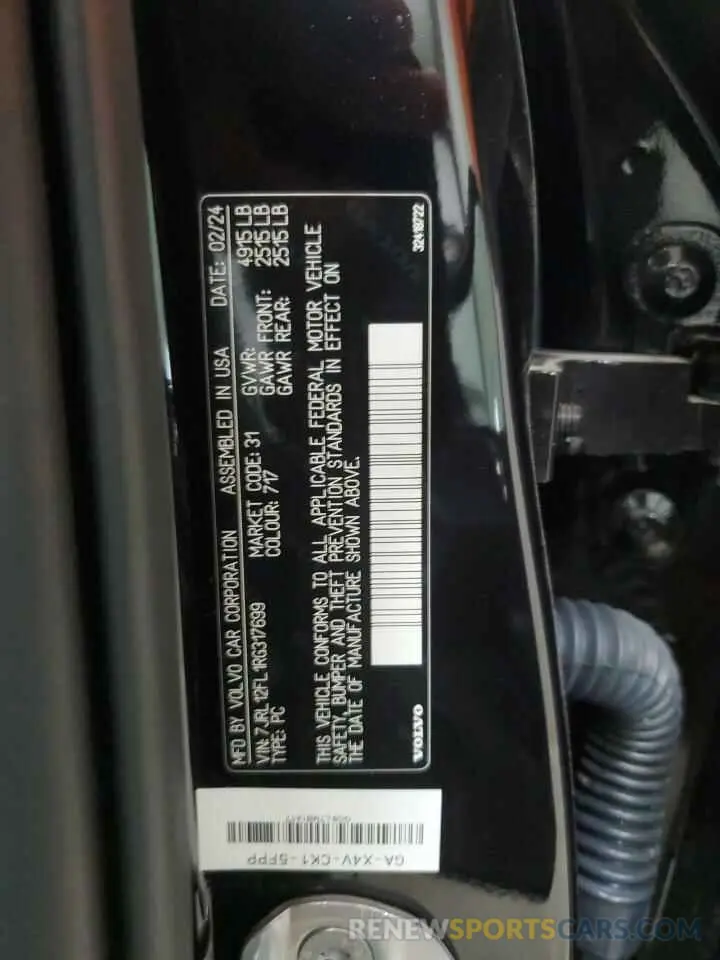 MFD BY VOLVO CAR CORPORATION ASSEMBLED IN USA DATE: 02/24
VIN: 7JRL12FL1RG317699 MARKET CODE: 31 GVWR: 4915 LB
TYPE: PC COLOUR: 717 GAWR FRONT: 2515 LB
GAWR REAR: 2515 LB
THIS VEHICLE CONFORMS TO ALL APPLICABLE FEDERAL MOTOR VEHICLE
SAFETY, BUMPER AND THEFT PREVENTION STANDARDS IN EFFECT ON
THE DATE OF MANUFACTURE SHOWN ABOVE.
VOLVO 32419722
GA-X4V-CK1-5FPP
RENEWSPORTSCARS.COM